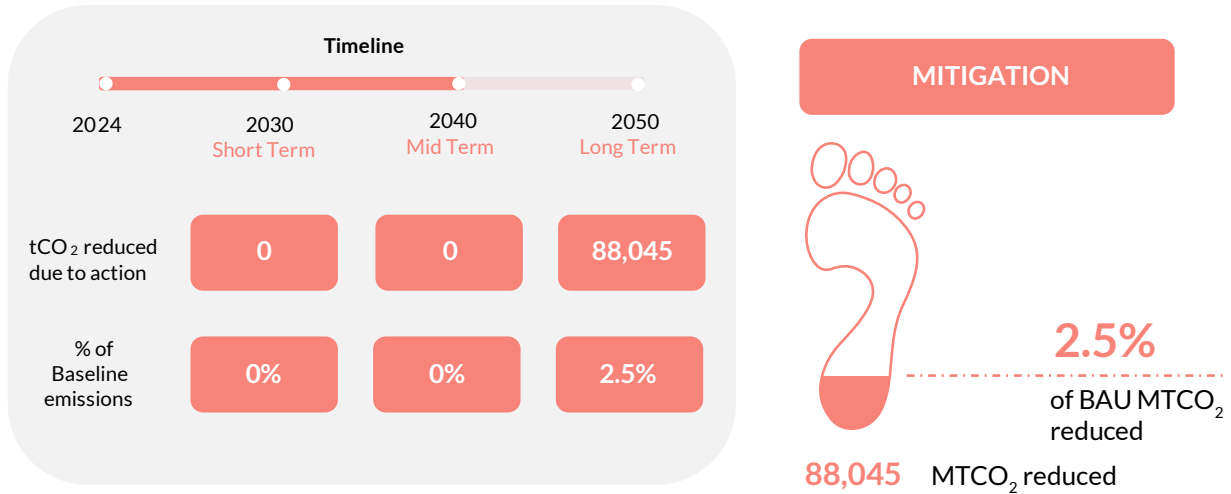 Timeline
2024
2030
2040
2050
Short Term
Mid Term
Long Term
tCO₂ reduced
due to action
0
0
88,045
% of
Baseline
emissions
0%
0%
2.5%
MITIGATION
2.5%
of BAU MTCO₂
reduced
88,045 MTCO₂ reduced